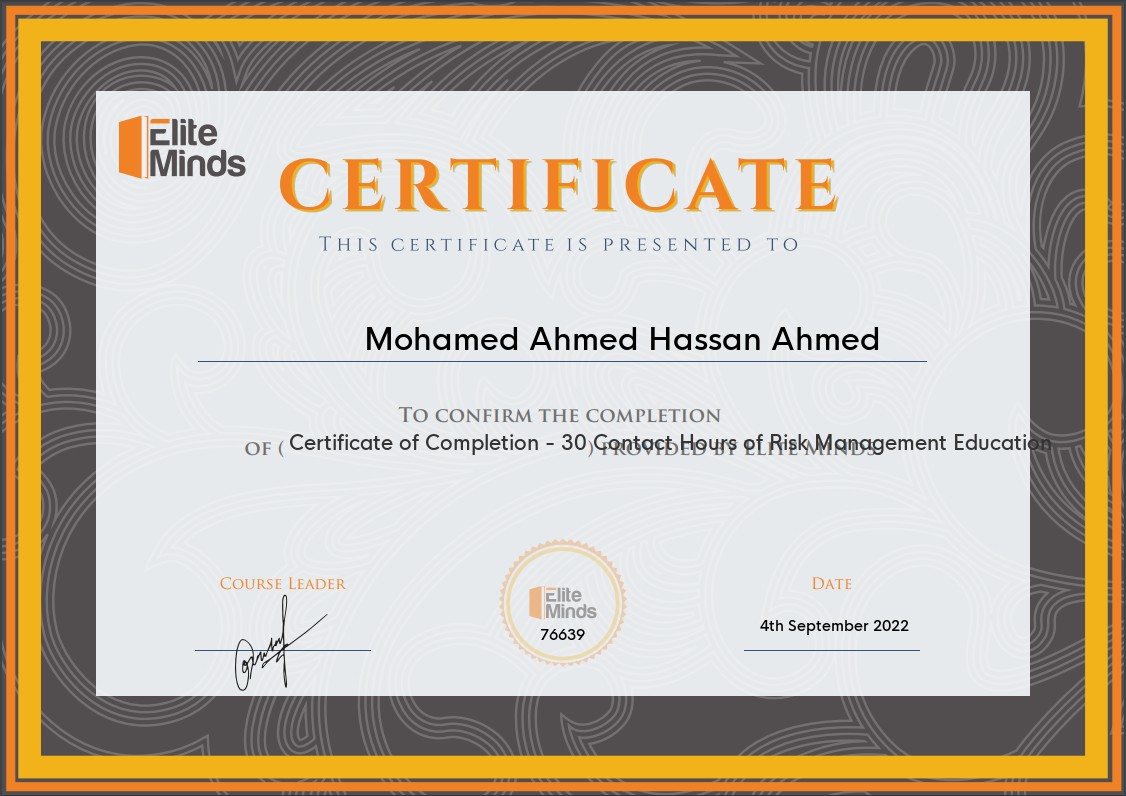 Elite
Minds
CERTIFICATE
THIS CERTIFICATE IS PRESENTED TO
Mohamed Ahmed Hassan Ahmed
TO CONFIRM THE COMPLETION
OF ( Certificate of Completion - 30 Contact Hours of Risk Management Education
) PROVIDED BY ELITE MINDS
COURSE LEADER
DATE
4th September 2022
Elite
Minds
76639